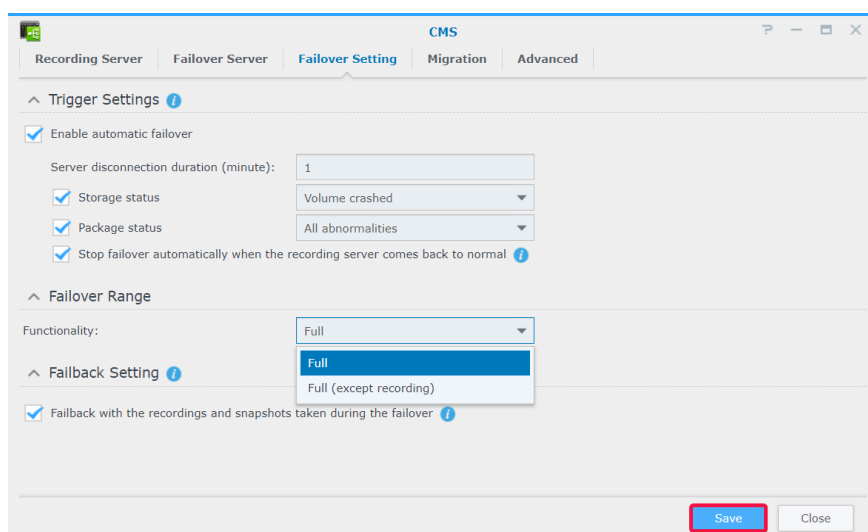 CMS
Recording Server
Failover Server
Failover Setting
Migration
Advanced
Trigger Settings
Enable automatic failover
Server disconnection duration (minute): 1
Storage status Volume crashed
Package status All abnormalities
Stop failover automatically when the recording server comes back to normal
Failover Range
Functionality: Full
Full
Full (except recording)
Failback Setting
Failback with the recordings and snapshots taken during the failover
Save
Close